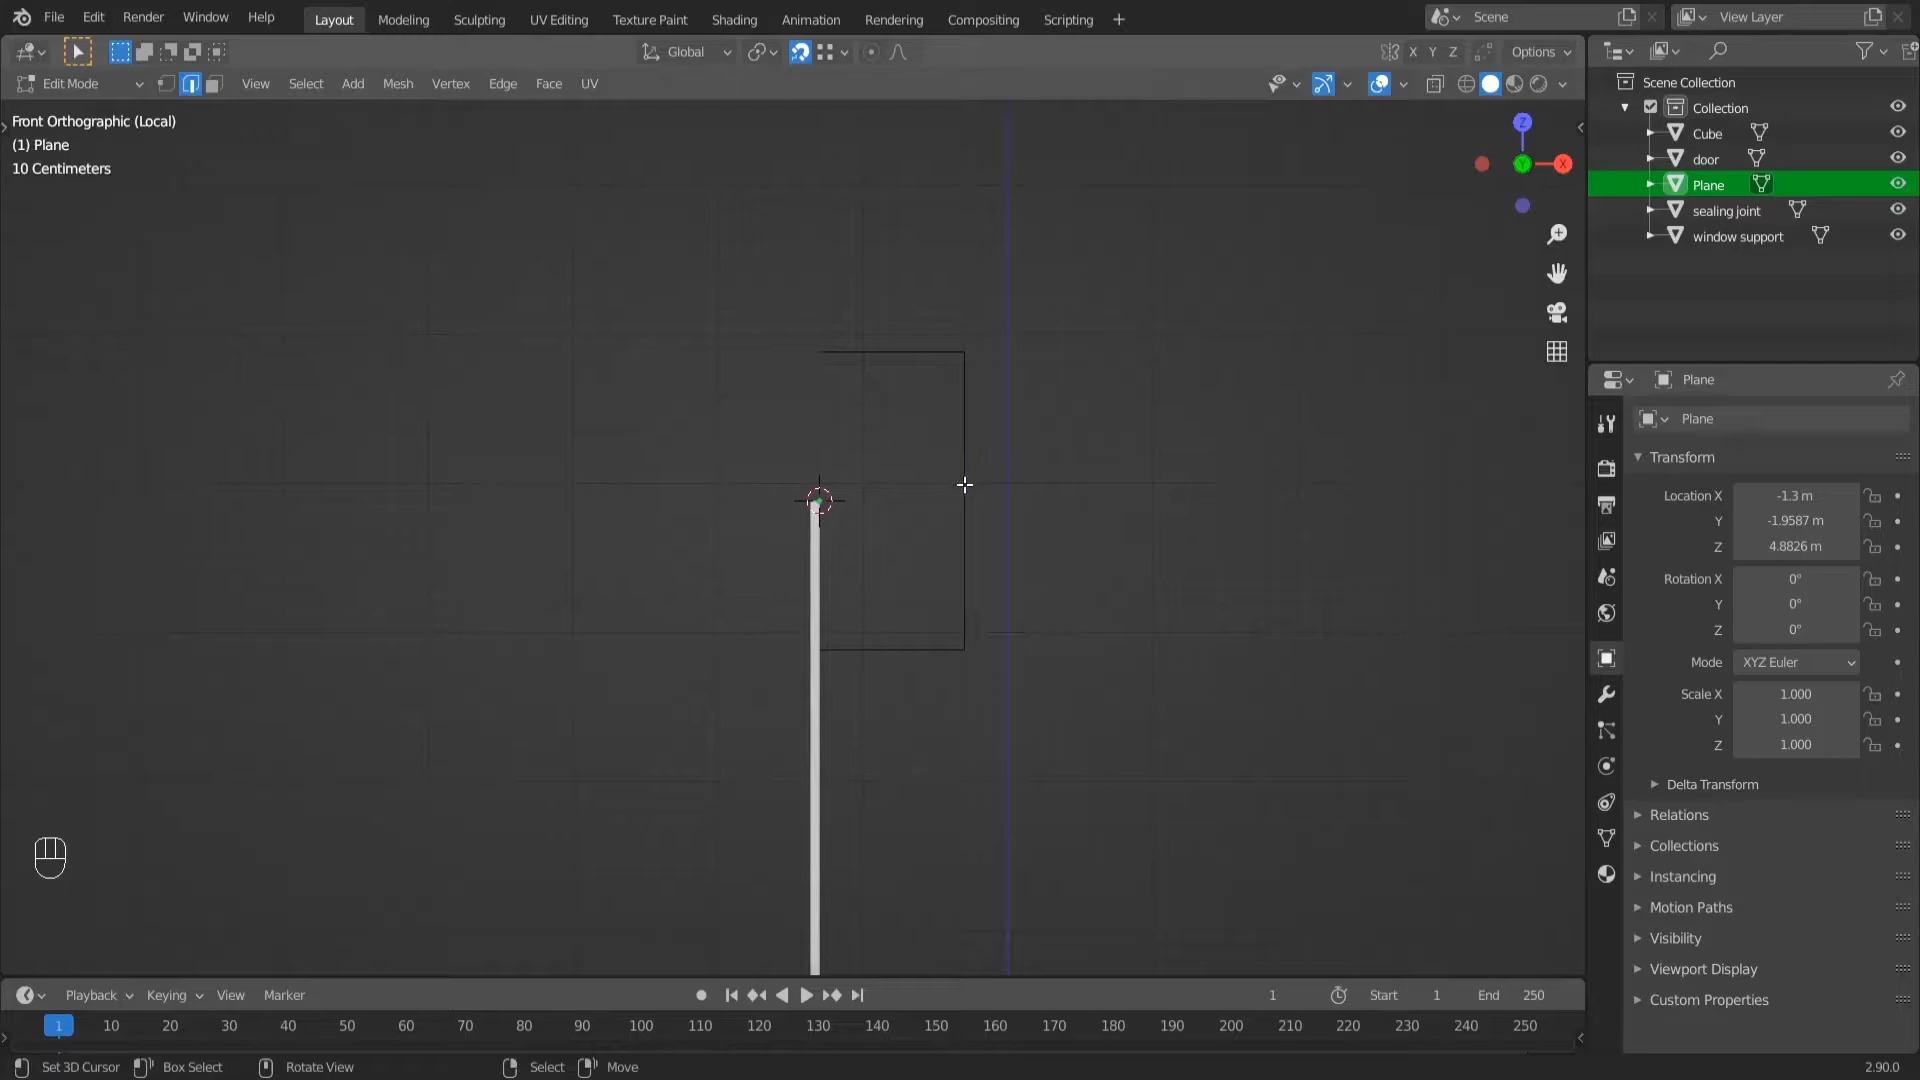 File Edit Render Window Help Layout Modeling Sculpting UV Editing Texture Paint Shading Animation Rendering Compositing Scripting + Scene View Layer
Global X Y Z Options
Edit Mode View Select Add Mesh Vertex Edge Face UV
Front Orthographic (Local)
(1) Plane
10 Centimeters
Z
Y
X
Scene Collection
Collection
Cube
door
Plane
sealing joint
window support
Plane
Plane
Transform
Location X -1.3 m
Y -1.9587 m
Z 4.8826 m
Rotation X 0°
Y 0°
Z 0°
Mode XYZ Euler
Scale X 1.000
Y 1.000
Z 1.000
Delta Transform
Relations
Collections
Instancing
Motion Paths
Visibility
Viewport Display
Custom Properties
Playback Keying View Marker 1 Start 1 End 250
1 10 20 30 40 50 60 70 80 90 100 110 120 130 140 150 160 170 180 190 200 210 220 230 240 250
Set 3D Cursor Box Select Rotate View Select Move 2.90.0